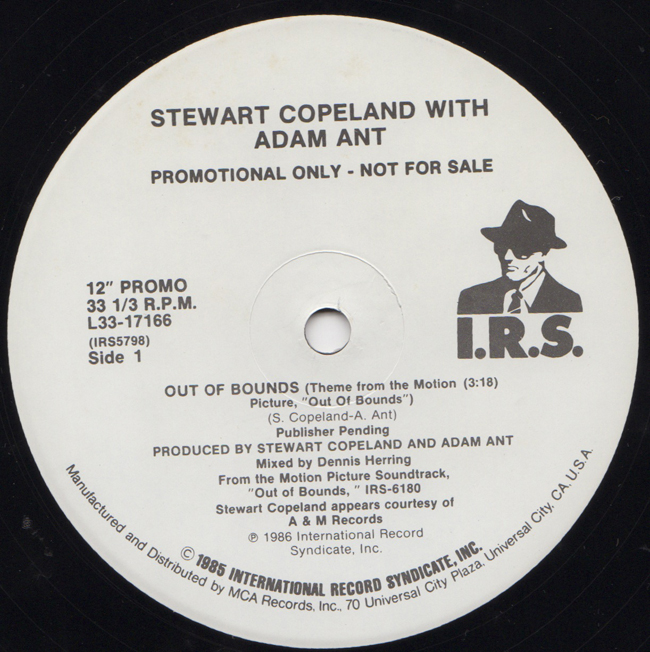 STEWART COPELAND WITH
ADAM ANT
PROMOTIONAL ONLY - NOT FOR SALE
12" PROMO
33 1/3 R.P.M.
L33-17166
(IRS5798)
Side 1
I.R.S.
OUT OF BOUNDS (Theme from the Motion (3:18)
Picture, "Out Of Bounds")
(S. Copeland-A. Ant)
Publisher Pending
PRODUCED BY STEWART COPELAND AND ADAM ANT
Mixed by Dennis Herring
From the Motion Picture Soundtrack,
"Out of Bounds, " IRS-6180
Stewart Copeland appears courtesy of
A & M Records
℗ 1986 International Record
Syndicate, Inc.
© 1985 INTERNATIONAL RECORD SYNDICATE, INC.
Manufactured and Distributed by MCA Records, Inc., 70 Universal City Plaza, Universal City, CA. U.S.A.